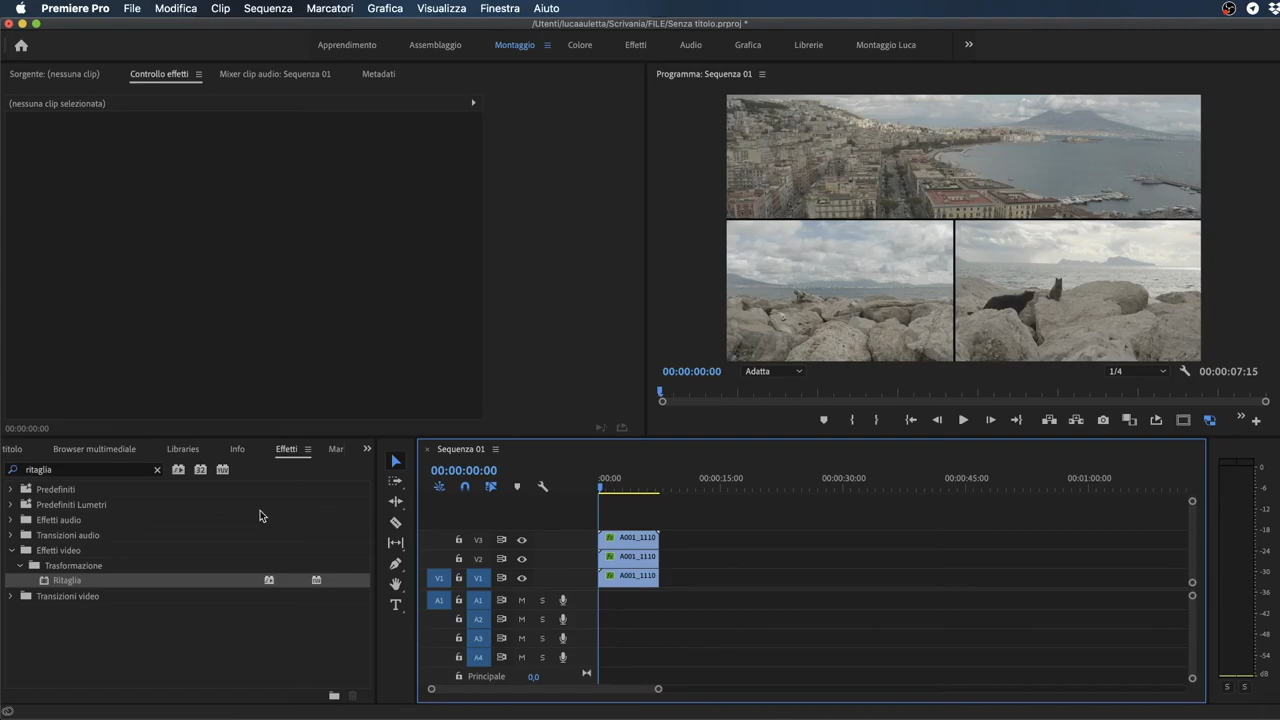 Premiere Pro File Modifica Clip Sequenza Marcatori Grafica Visualizza Finestra Aiuto
/Utenti/lucaauletta/Scrivania/FILE/Senza titolo.prproj *
Apprendimento Assemblaggio Montaggio Colore Effetti Audio Grafica Librerie Montaggio Luca
Sorgente: (nessuna clip) Controllo effetti Mixer clip audio: Sequenza 01 Metadati
Programma: Sequenza 01
(nessuna clip selezionata)
00:00:00:00 Adatta 1/4 00:00:07:15
00:00:00:00
titolo Browser multimediale Libraries Info Effetti Mar
ritaglia
Predefiniti
Predefiniti Lumetri
Effetti audio
Transizioni audio
Effetti video
Trasformazione
Ritaglia
Transizioni video
Sequenza 01
00:00:00:00
:00:00 00:00:15:00 00:00:30:00 00:00:45:00 00:01:00:00
V3 A001_1110
V2 A001_1110
V1 V1 A001_1110
A1 A1 M S
A2 M S
A3 M S
A4 M S
Principale 0,0
0
-6
-12
-18
-24
-30
-36
-42
-48
-54
dB
S S